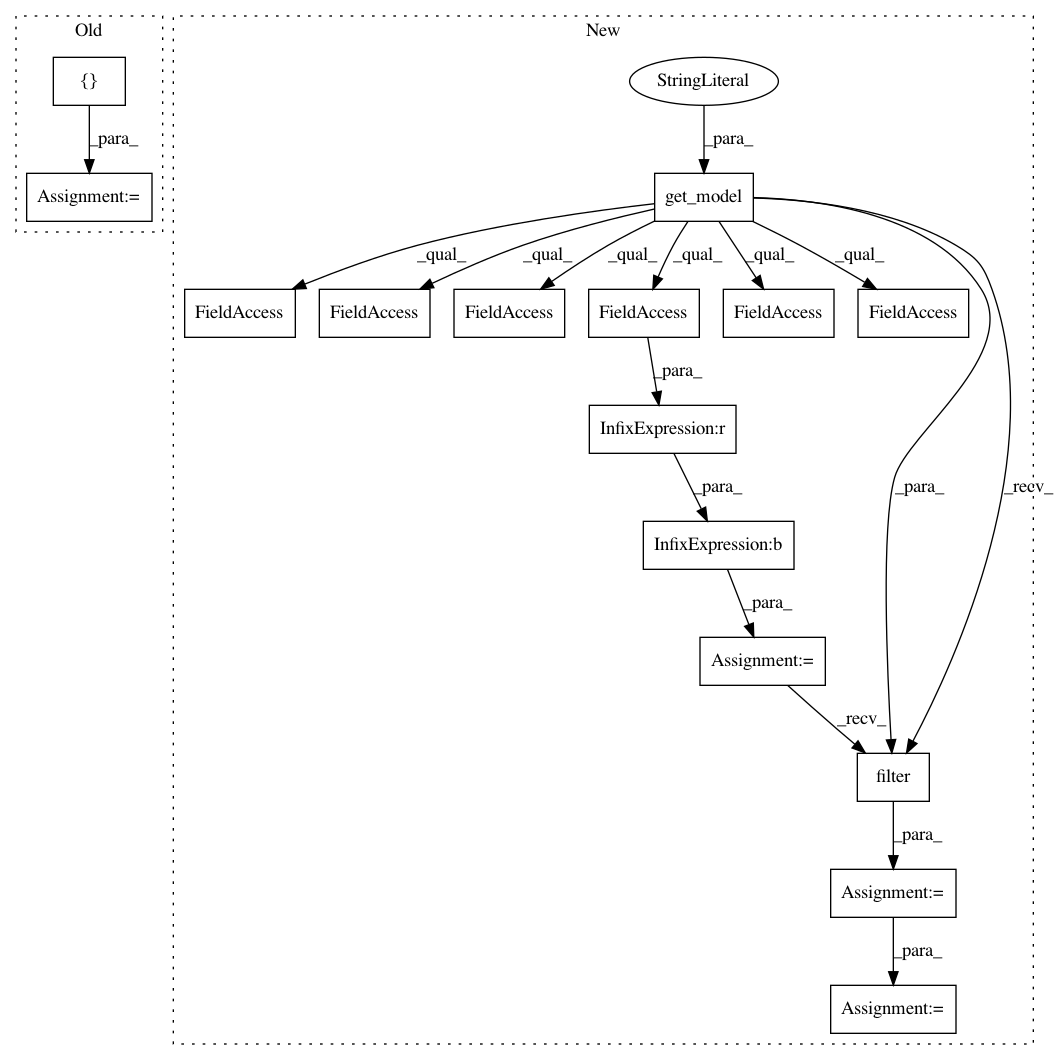 Old
New
{}
StringLiteral
_para_
_para_
Assignment:=
get_model
_qual_
_qual_
_qual_
_qual_
_qual_
_qual_
FieldAccess
FieldAccess
FieldAccess
FieldAccess
FieldAccess
FieldAccess
_para_
InfixExpression:r
_para_
_para_
_recv_
InfixExpression:b
_para_
Assignment:=
_recv_
filter
_para_
Assignment:=
_para_
Assignment:=